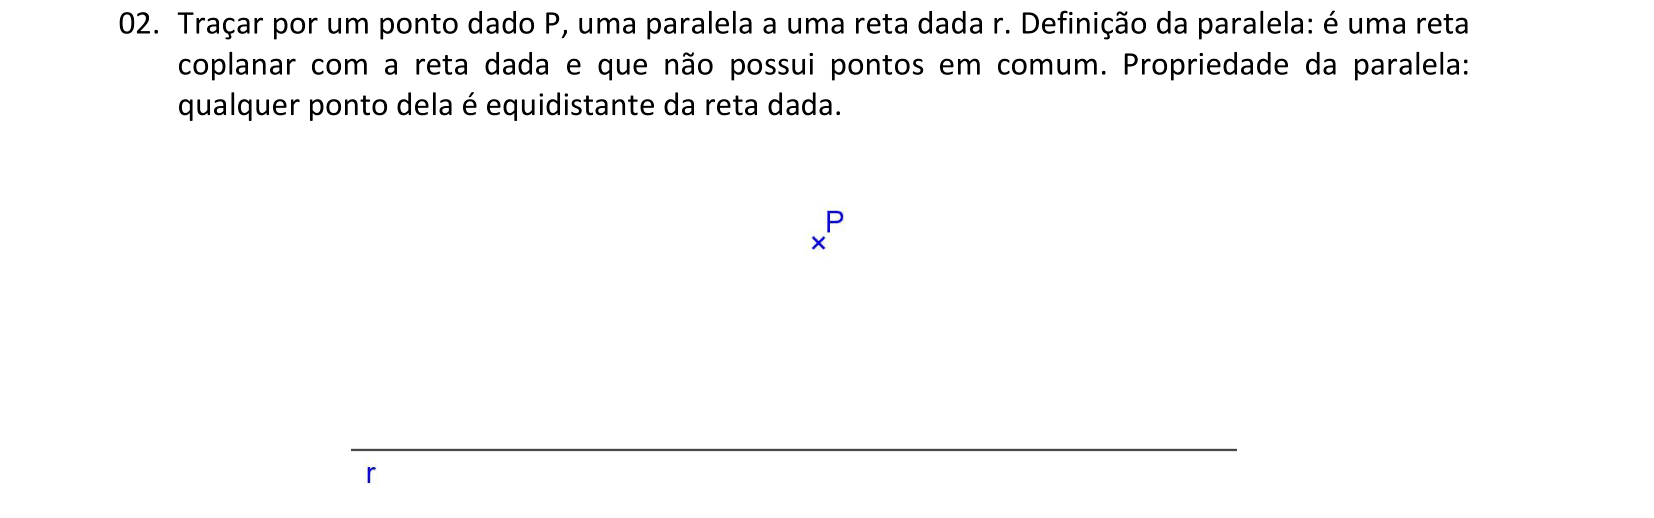 02. Traçar por um ponto dado P, uma paralela a uma reta dada r. Definição da paralela: é uma reta
coplanar com a reta dada e que não possui pontos em comum. Propriedade da paralela:
qualquer ponto dela é equidistante da reta dada.
P
r